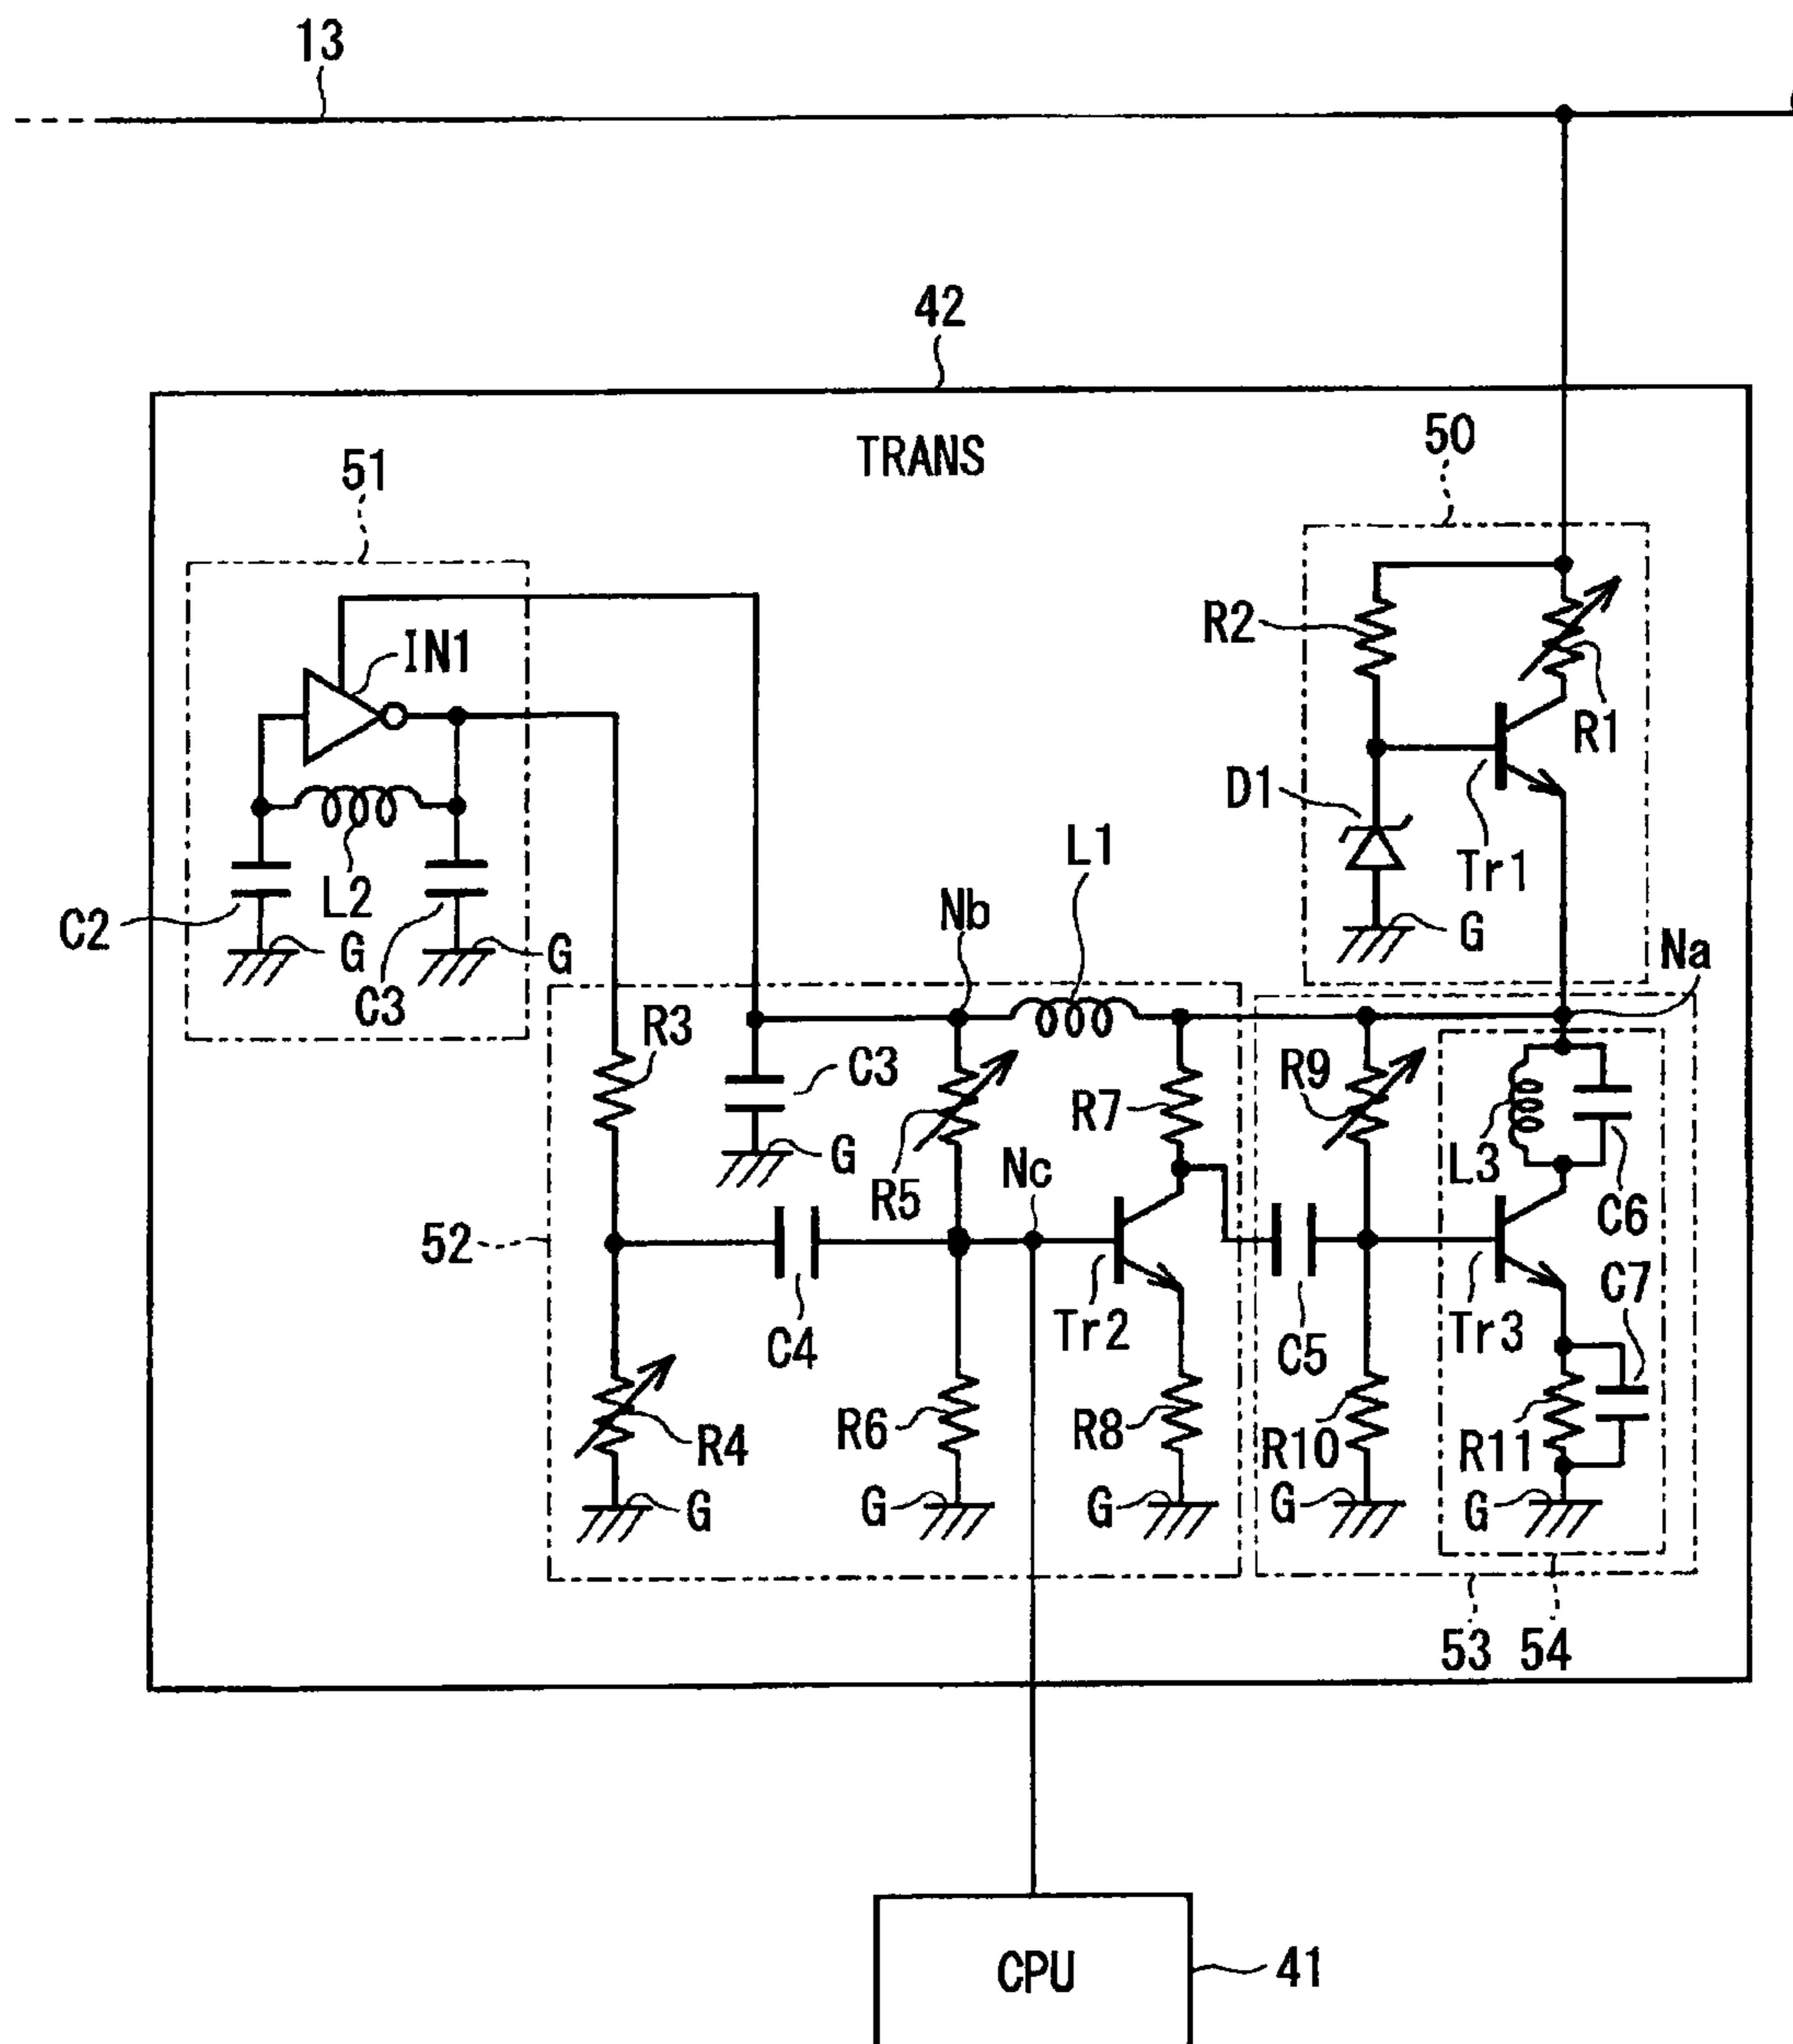 13
42
TRANS
50
51
IN1
R2
R1
D1
Tr1
L1
G
L2
C2
G
C3
G
Nb
Na
R3
C3
R9
R7
G
L3
R5
Nc
C6
52
C7
C4
Tr2
C5
Tr3
R4
R6
R8
R10
R11
G
G
G
G
G
53
54
CPU
41